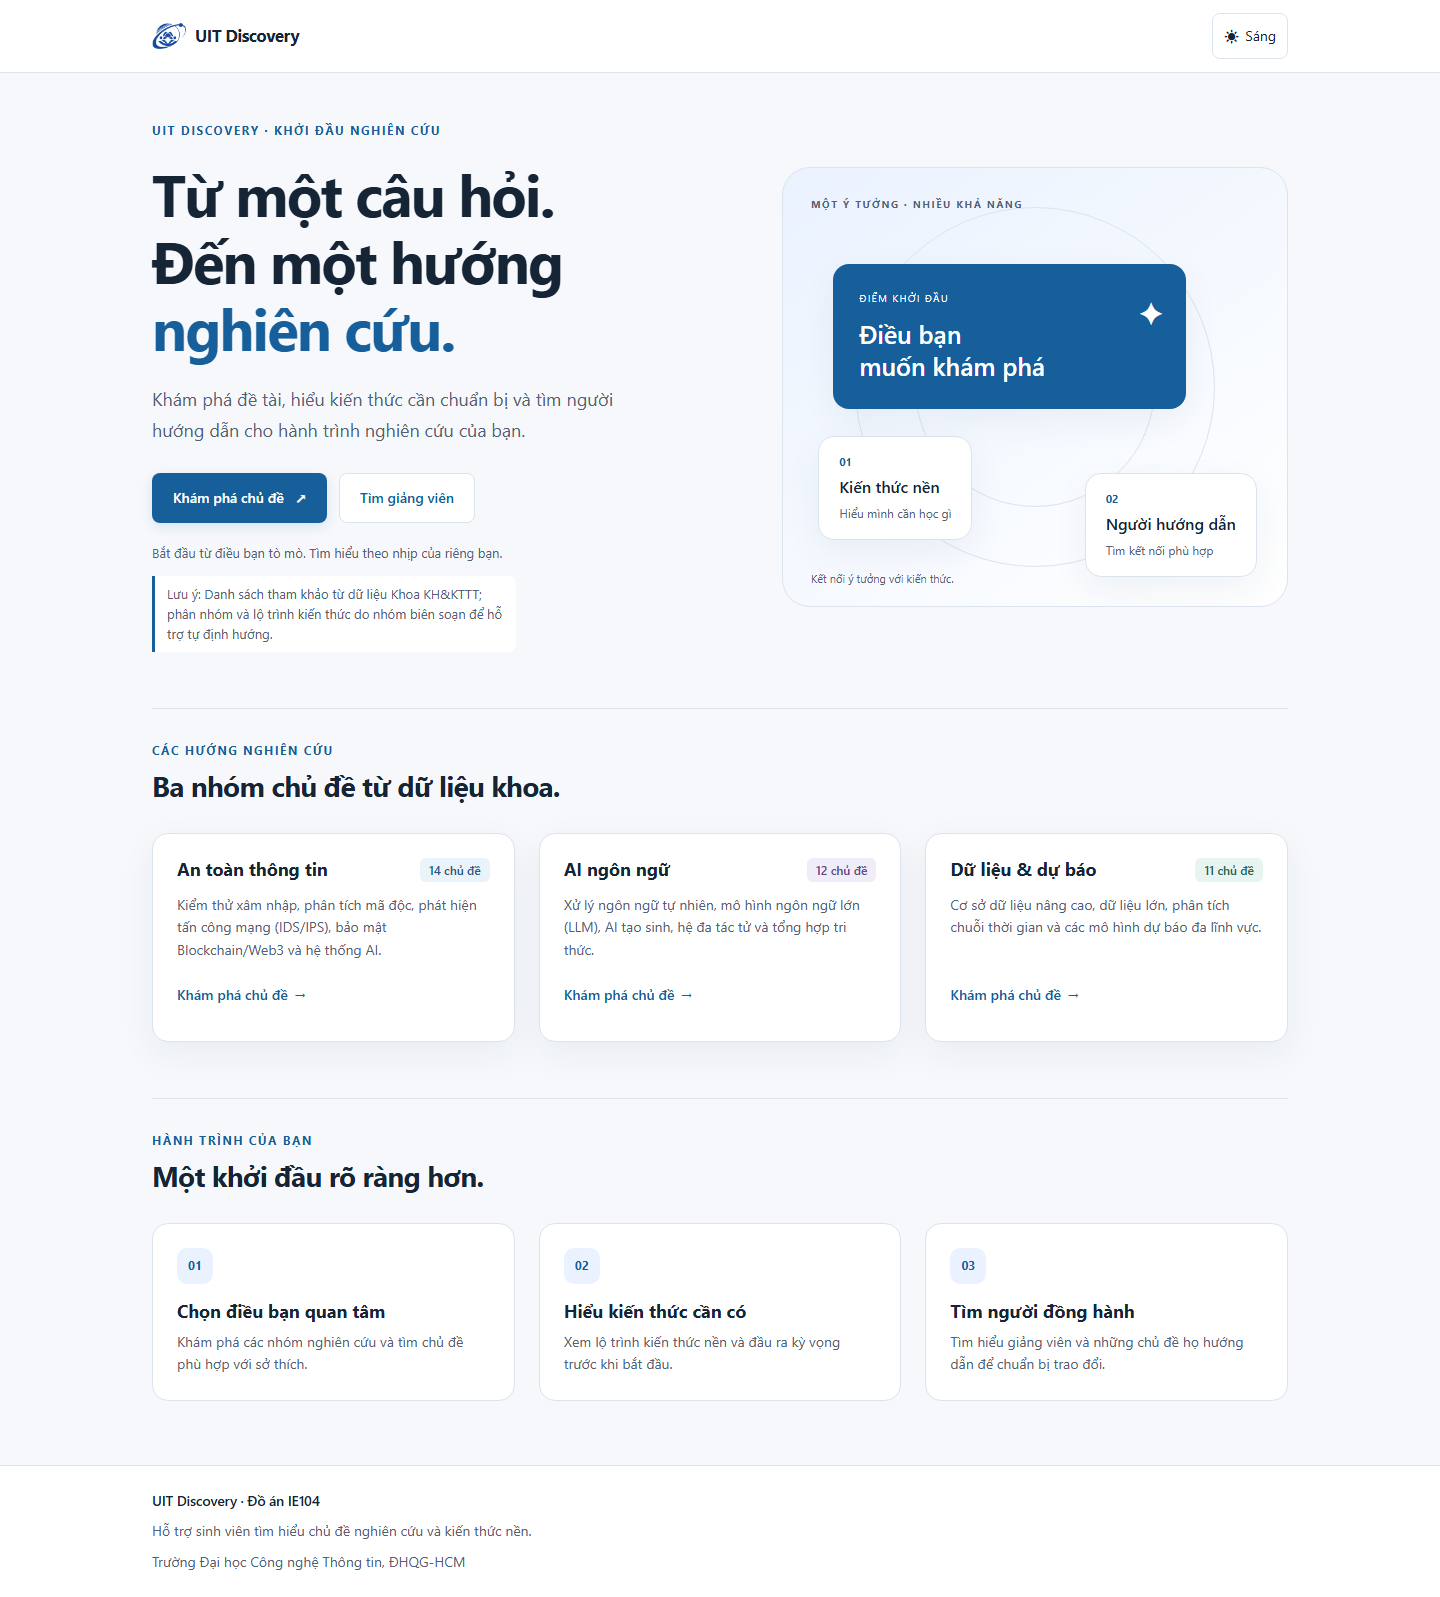 UIT Discovery
☀ Sáng
UIT DISCOVERY · KHỞI ĐẦU NGHIÊN CỨU
Từ một câu hỏi.
Đến một hướng
nghiên cứu.
Khám phá đề tài, hiểu kiến thức cần chuẩn bị và tìm người
hướng dẫn cho hành trình nghiên cứu của bạn.
Khám phá chủ đề ↗
Tìm giảng viên
Bắt đầu từ điều bạn tò mò. Tìm hiểu theo nhịp của riêng bạn.
Lưu ý: Danh sách tham khảo từ dữ liệu Khoa KH&KTTT;
phân nhóm và lộ trình kiến thức do nhóm biên soạn để hỗ
trợ tự định hướng.
MỘT Ý TƯỞNG · NHIỀU KHẢ NĂNG
ĐIỂM KHỞI ĐẦU
Điều bạn
muốn khám phá
01
Kiến thức nền
Hiểu mình cần học gì
02
Người hướng dẫn
Tìm kết nối phù hợp
Kết nối ý tưởng với kiến thức.
CÁC HƯỚNG NGHIÊN CỨU
Ba nhóm chủ đề từ dữ liệu khoa.
An toàn thông tin
14 chủ đề
Kiểm thử xâm nhập, phân tích mã độc, phát hiện
tấn công mạng (IDS/IPS), bảo mật
Blockchain/Web3 và hệ thống AI.
Khám phá chủ đề →
AI ngôn ngữ
12 chủ đề
Xử lý ngôn ngữ tự nhiên, mô hình ngôn ngữ lớn
(LLM), AI tạo sinh, hệ đa tác tử và tổng hợp tri
thức.
Khám phá chủ đề →
Dữ liệu & dự báo
11 chủ đề
Cơ sở dữ liệu nâng cao, dữ liệu lớn, phân tích
chuỗi thời gian và các mô hình dự báo đa lĩnh vực.
Khám phá chủ đề →
HÀNH TRÌNH CỦA BẠN
Một khởi đầu rõ ràng hơn.
01
Chọn điều bạn quan tâm
Khám phá các nhóm nghiên cứu và tìm chủ đề
phù hợp với sở thích.
02
Hiểu kiến thức cần có
Xem lộ trình kiến thức nền và đầu ra kỳ vọng
trước khi bắt đầu.
03
Tìm người đồng hành
Tìm hiểu giảng viên và những chủ đề họ hướng
dẫn để chuẩn bị trao đổi.
UIT Discovery · Đồ án IE104
Hỗ trợ sinh viên tìm hiểu chủ đề nghiên cứu và kiến thức nền.
Trường Đại học Công nghệ Thông tin, ĐHQG-HCM